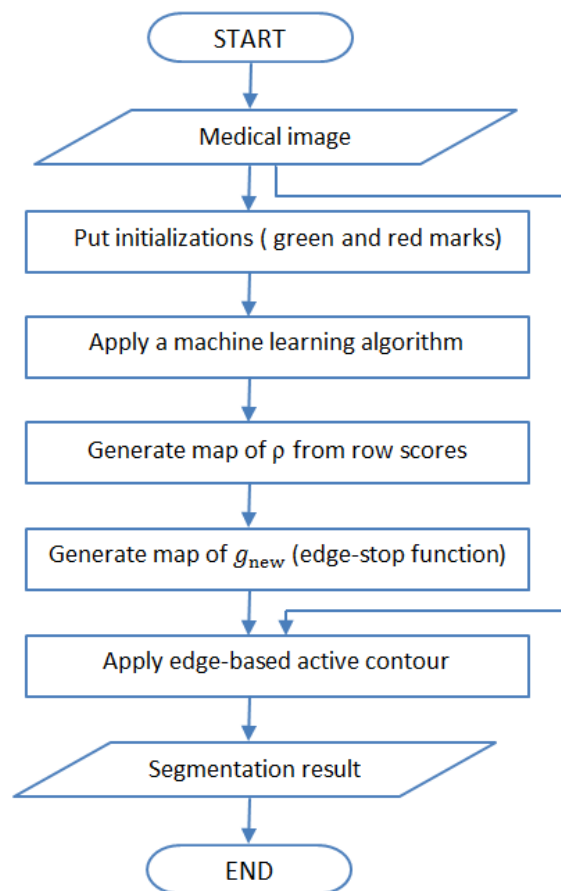 START
Medical image
Put initializations ( green and red marks)
Apply a machine learning algorithm
Generate map of ρ from row scores
Generate map of g_new (edge-stop function)
Apply edge-based active contour
Segmentation result
END